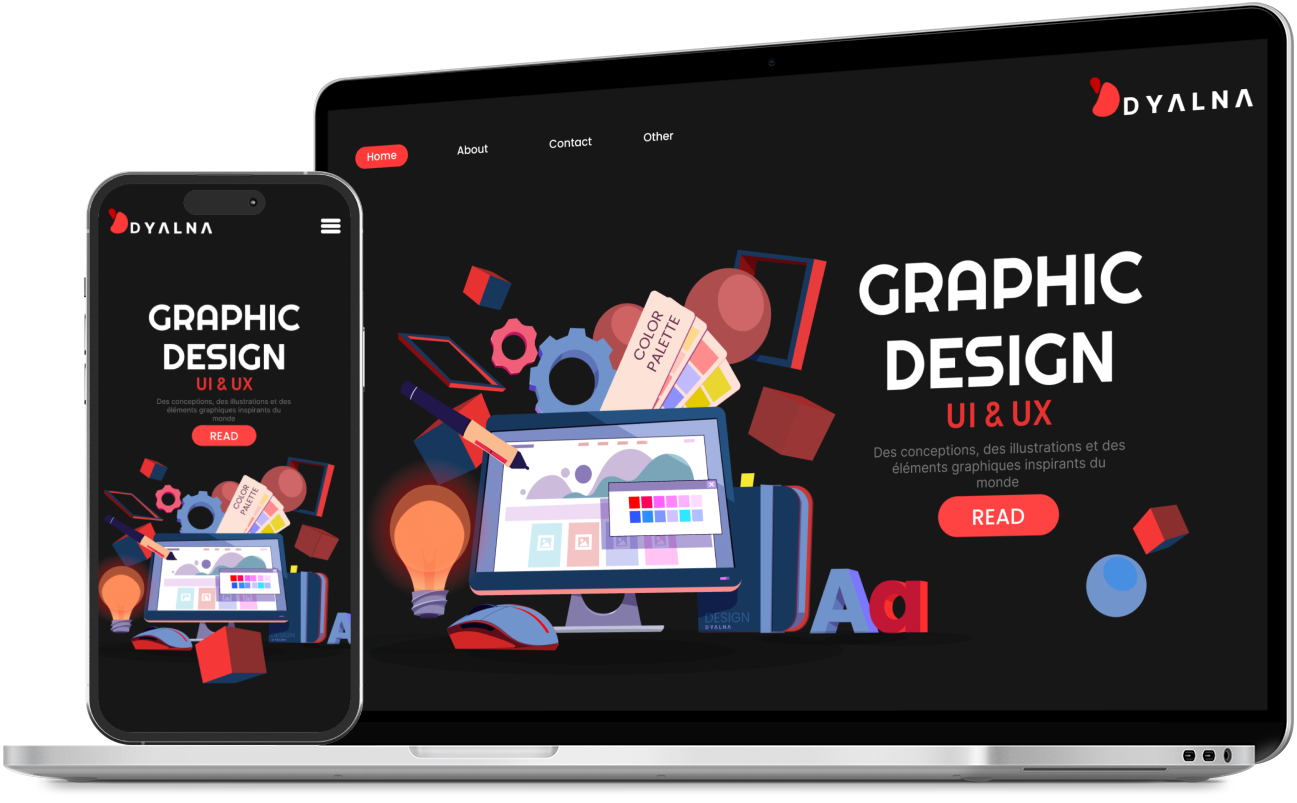 DYALNA
Home
About
Contact
Other
GRAPHIC
DESIGN
UI & UX
Des conceptions, des illustrations et des
éléments graphiques inspirants du
monde
READ
COLOR
PALETTE
DESIGN
DYALNA
Aa
DYALNA
GRAPHIC
DESIGN
UI & UX
Des conceptions, des illustrations et des
éléments graphiques inspirants du
monde
READ
COLOR
PALETTE
DESIGN
A